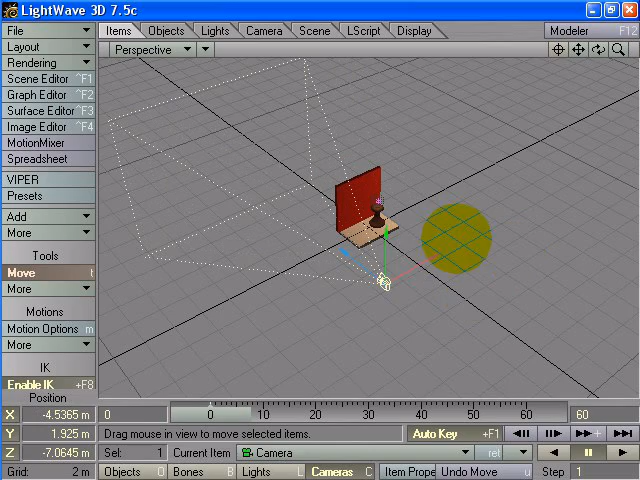 LightWave 3D 7.5c
File
Items Objects Lights Camera Scene LScript Display
Modeler F12
Layout
Perspective
Rendering
Scene Editor ^F1
Graph Editor ^F2
Surface Editor ^F3
Image Editor ^F4
MotionMixer
Spreadsheet
VIPER
Presets
Add
More
Tools
Move t
More
Motions
Motion Options m
More
IK
Enable IK +F8
Position
X -4.5365 m
0 0 10 20 30 40 50 60 60
Y 1.925 m
Drag mouse in view to move selected items.
Auto Key +F1
Z -7.0645 m
Sel: 1 Current Item Camera ret
Grid: 2 m
Objects O Bones B Lights L Cameras C Item Prope Undo Move u Step 1